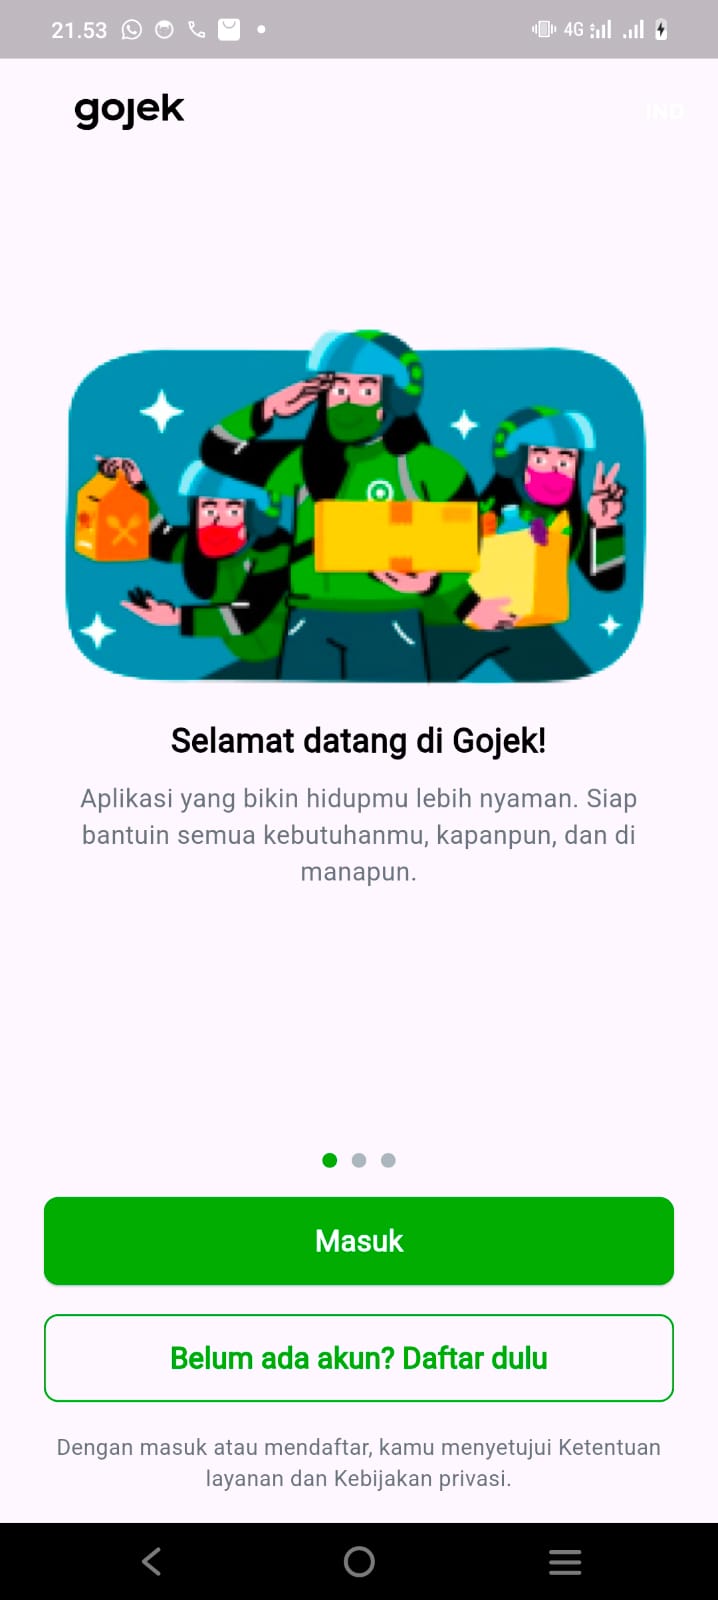 21.53
4G
gojek
IND
Selamat datang di Gojek!
Aplikasi yang bikin hidupmu lebih nyaman. Siap
bantuin semua kebutuhanmu, kapanpun, dan di
manapun.
Masuk
Belum ada akun? Daftar dulu
Dengan masuk atau mendaftar, kamu menyetujui Ketentuan
layanan dan Kebijakan privasi.